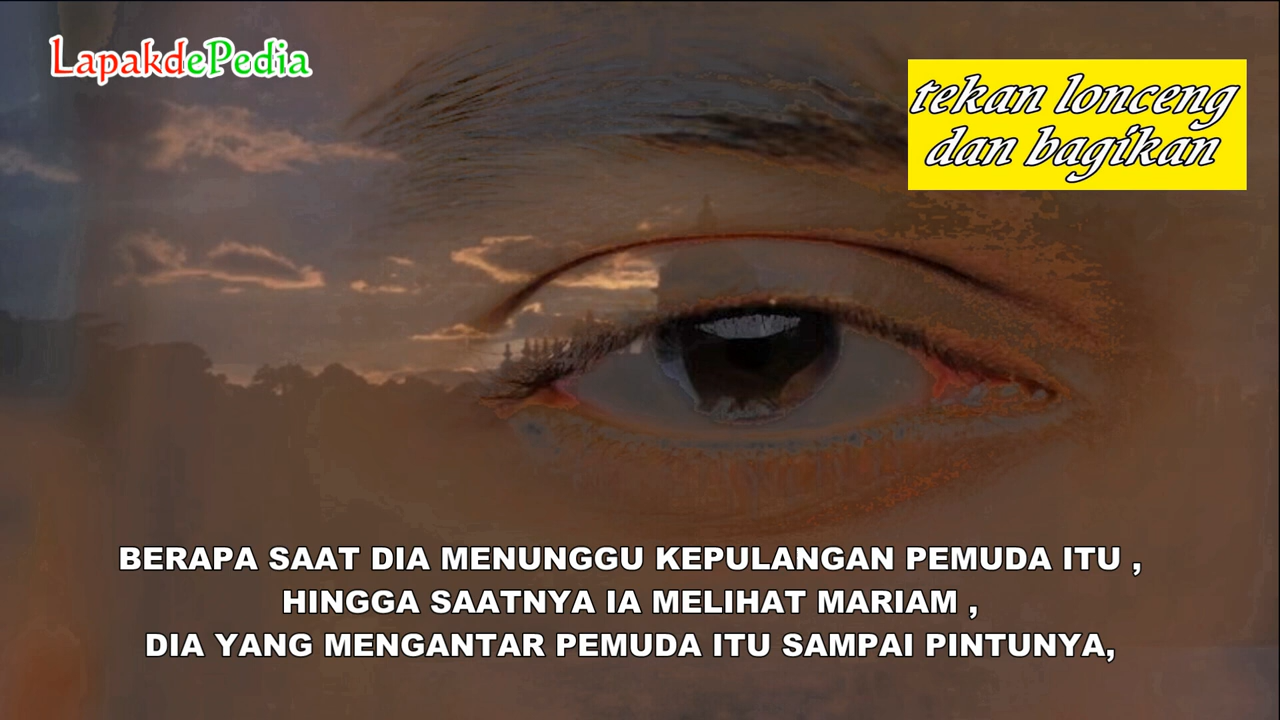 LapakdePedia
tekan lonceng
dan bagikan
BERAPA SAAT DIA MENUNGGU KEPULANGAN PEMUDA ITU ,
HINGGA SAATNYA IA MELIHAT MARIAM ,
DIA YANG MENGANTAR PEMUDA ITU SAMPAI PINTUNYA,